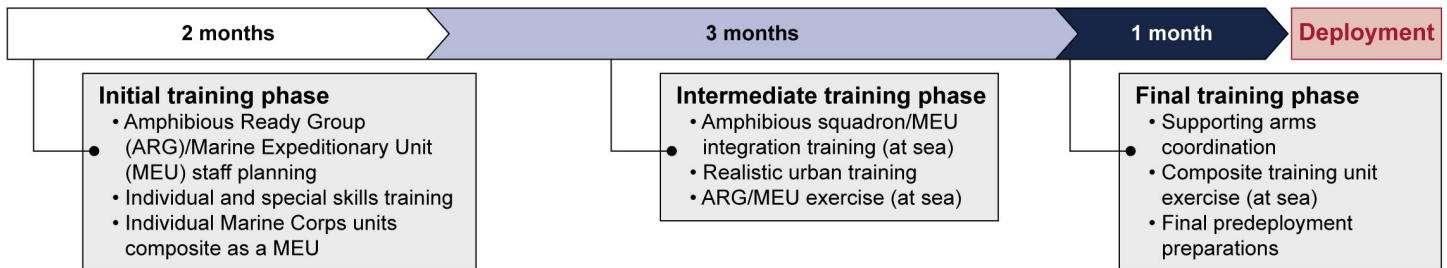 2 months
3 months
1 month
Deployment
Initial training phase
• Amphibious Ready Group
(ARG)/Marine Expeditionary Unit
(MEU) staff planning
• Individual and special skills training
• Individual Marine Corps units
composite as a MEU
Intermediate training phase
• Amphibious squadron/MEU
integration training (at sea)
• Realistic urban training
• ARG/MEU exercise (at sea)
Final training phase
• Supporting arms
coordination
• Composite training unit
exercise (at sea)
• Final predeployment
preparations